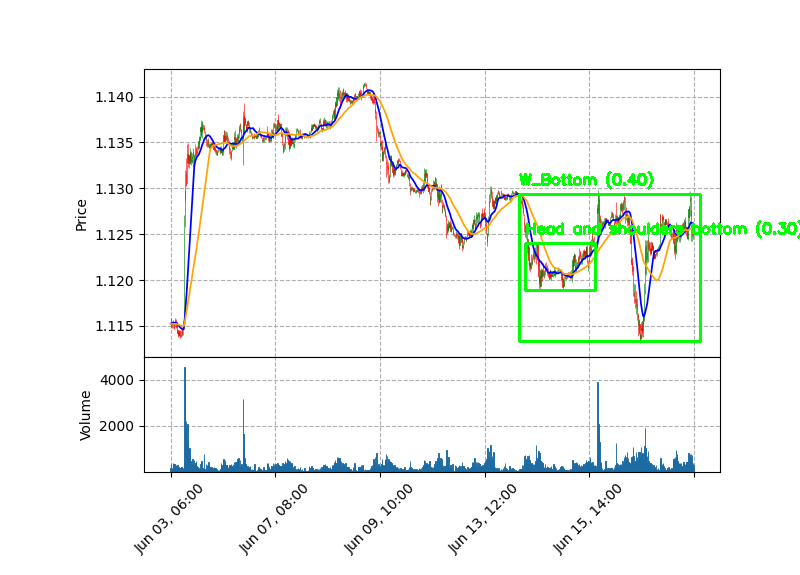 1.140
1.135
1.130
1.125
1.120
1.115
Price
W_Bottom (0.40)
Head and shoulders bottom (0.30)
4000
2000
Volume
Jun 03, 06:00
Jun 07, 08:00
Jun 09, 10:00
Jun 13, 12:00
Jun 15, 14:00